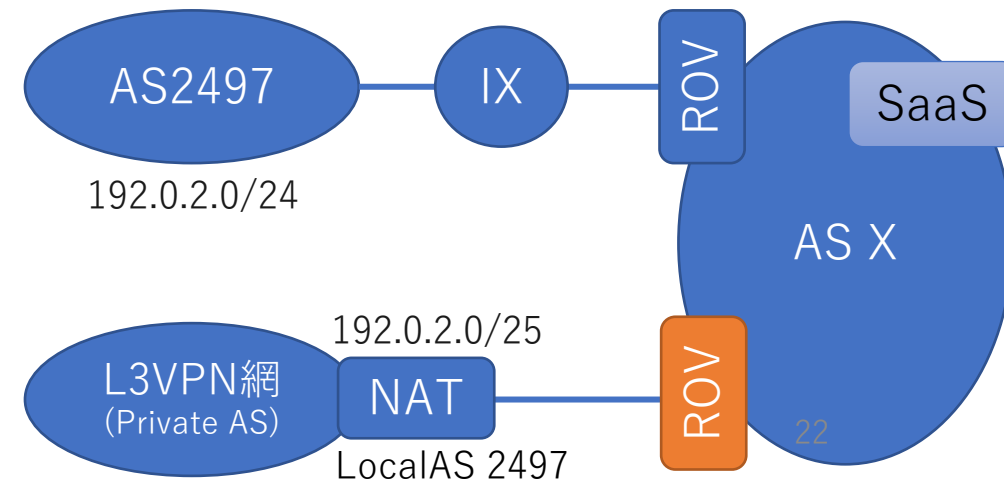 AS2497
IX
ROV
SaaS
192.0.2.0/24
AS X
192.0.2.0/25
L3VPN網
(Private AS)
NAT
ROV
22
LocalAS 2497